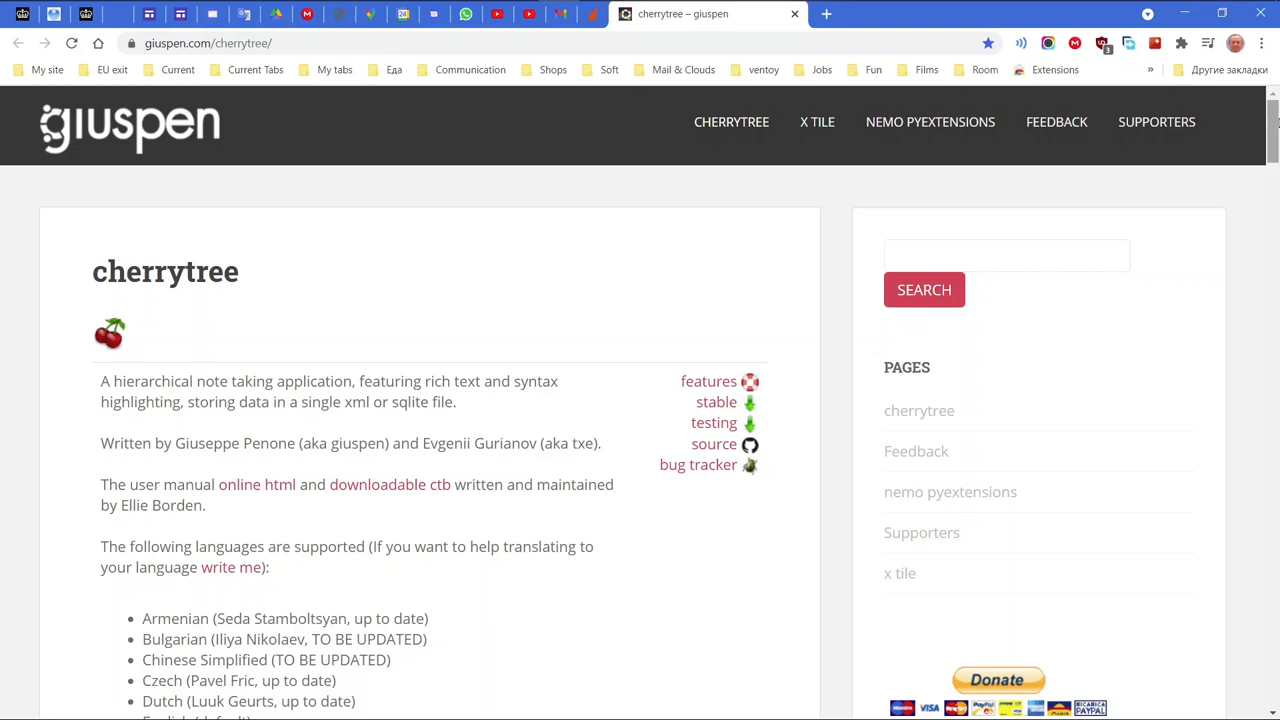 cherrytree – giuspen
giuspen.com/cherrytree/
3
My site
EU exit
Current
Current Tabs
My tabs
Еда
Communication
Shops
Soft
Mail & Clouds
ventoy
Jobs
Fun
Films
Room
Extensions
»
Другие закладки
giuspen
CHERRYTREE
X TILE
NEMO PYEXTENSIONS
FEEDBACK
SUPPORTERS
cherrytree
A hierarchical note taking application, featuring rich text and syntax
highlighting, storing data in a single xml or sqlite file.
Written by Giuseppe Penone (aka giuspen) and Evgenii Gurianov (aka txe).
The user manual online html and downloadable ctb written and maintained
by Ellie Borden.
The following languages are supported (If you want to help translating to
your language write me):
Armenian (Seda Stamboltsyan, up to date)
Bulgarian (Iliya Nikolaev, TO BE UPDATED)
Chinese Simplified (TO BE UPDATED)
Czech (Pavel Fric, up to date)
Dutch (Luuk Geurts, up to date)
English (default)
features
stable
testing
source
bug tracker
SEARCH
PAGES
cherrytree
Feedback
nemo pyextensions
Supporters
x tile
Donate
VISA